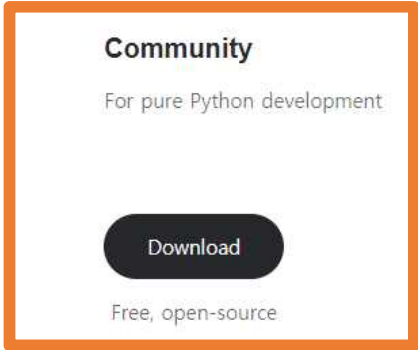 Community
For pure Python development
Download
Free, open-source